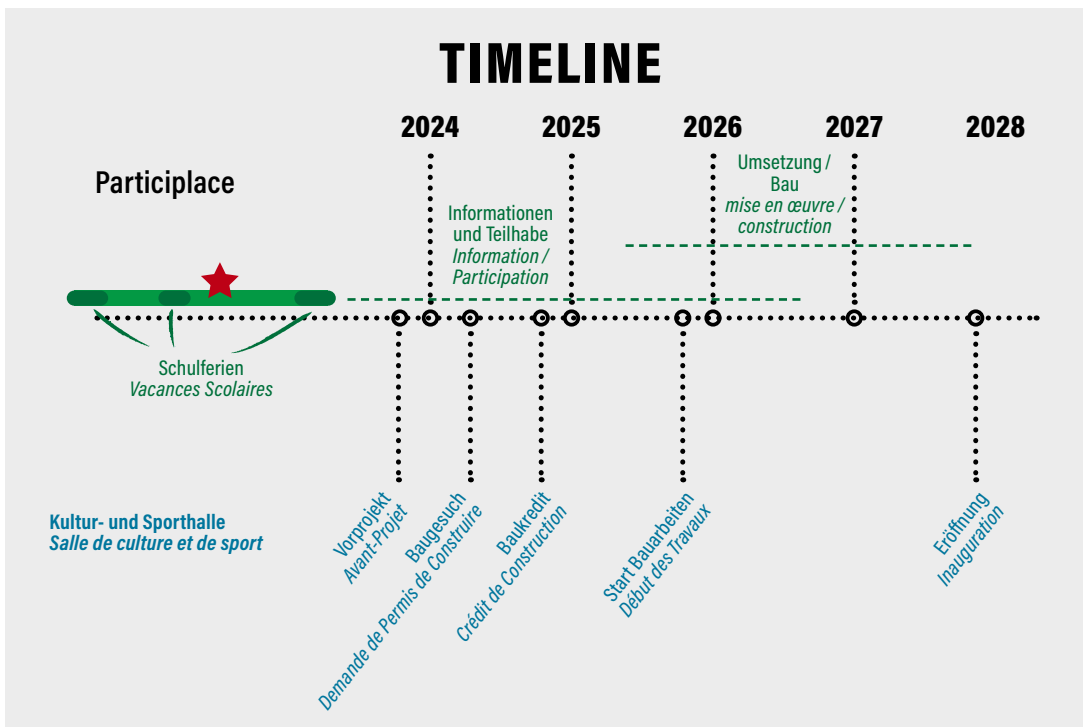 TIMELINE
2024
2025
2026
2027
2028
Participlace
Informationen
und Teilhabe
Information /
Participation
Umsetzung /
Bau
mise en œuvre /
construction
Schulferien
Vacances Scolaires
Kultur- und Sporthalle
Salle de culture et de sport
Vorprojekt
Avant-Projet
Baugesuch
Demande de Permis de Construire
Baukredit
Crédit de Construction
Start Bauarbeiten
Début des Travaux
Eröffnung
Inauguration